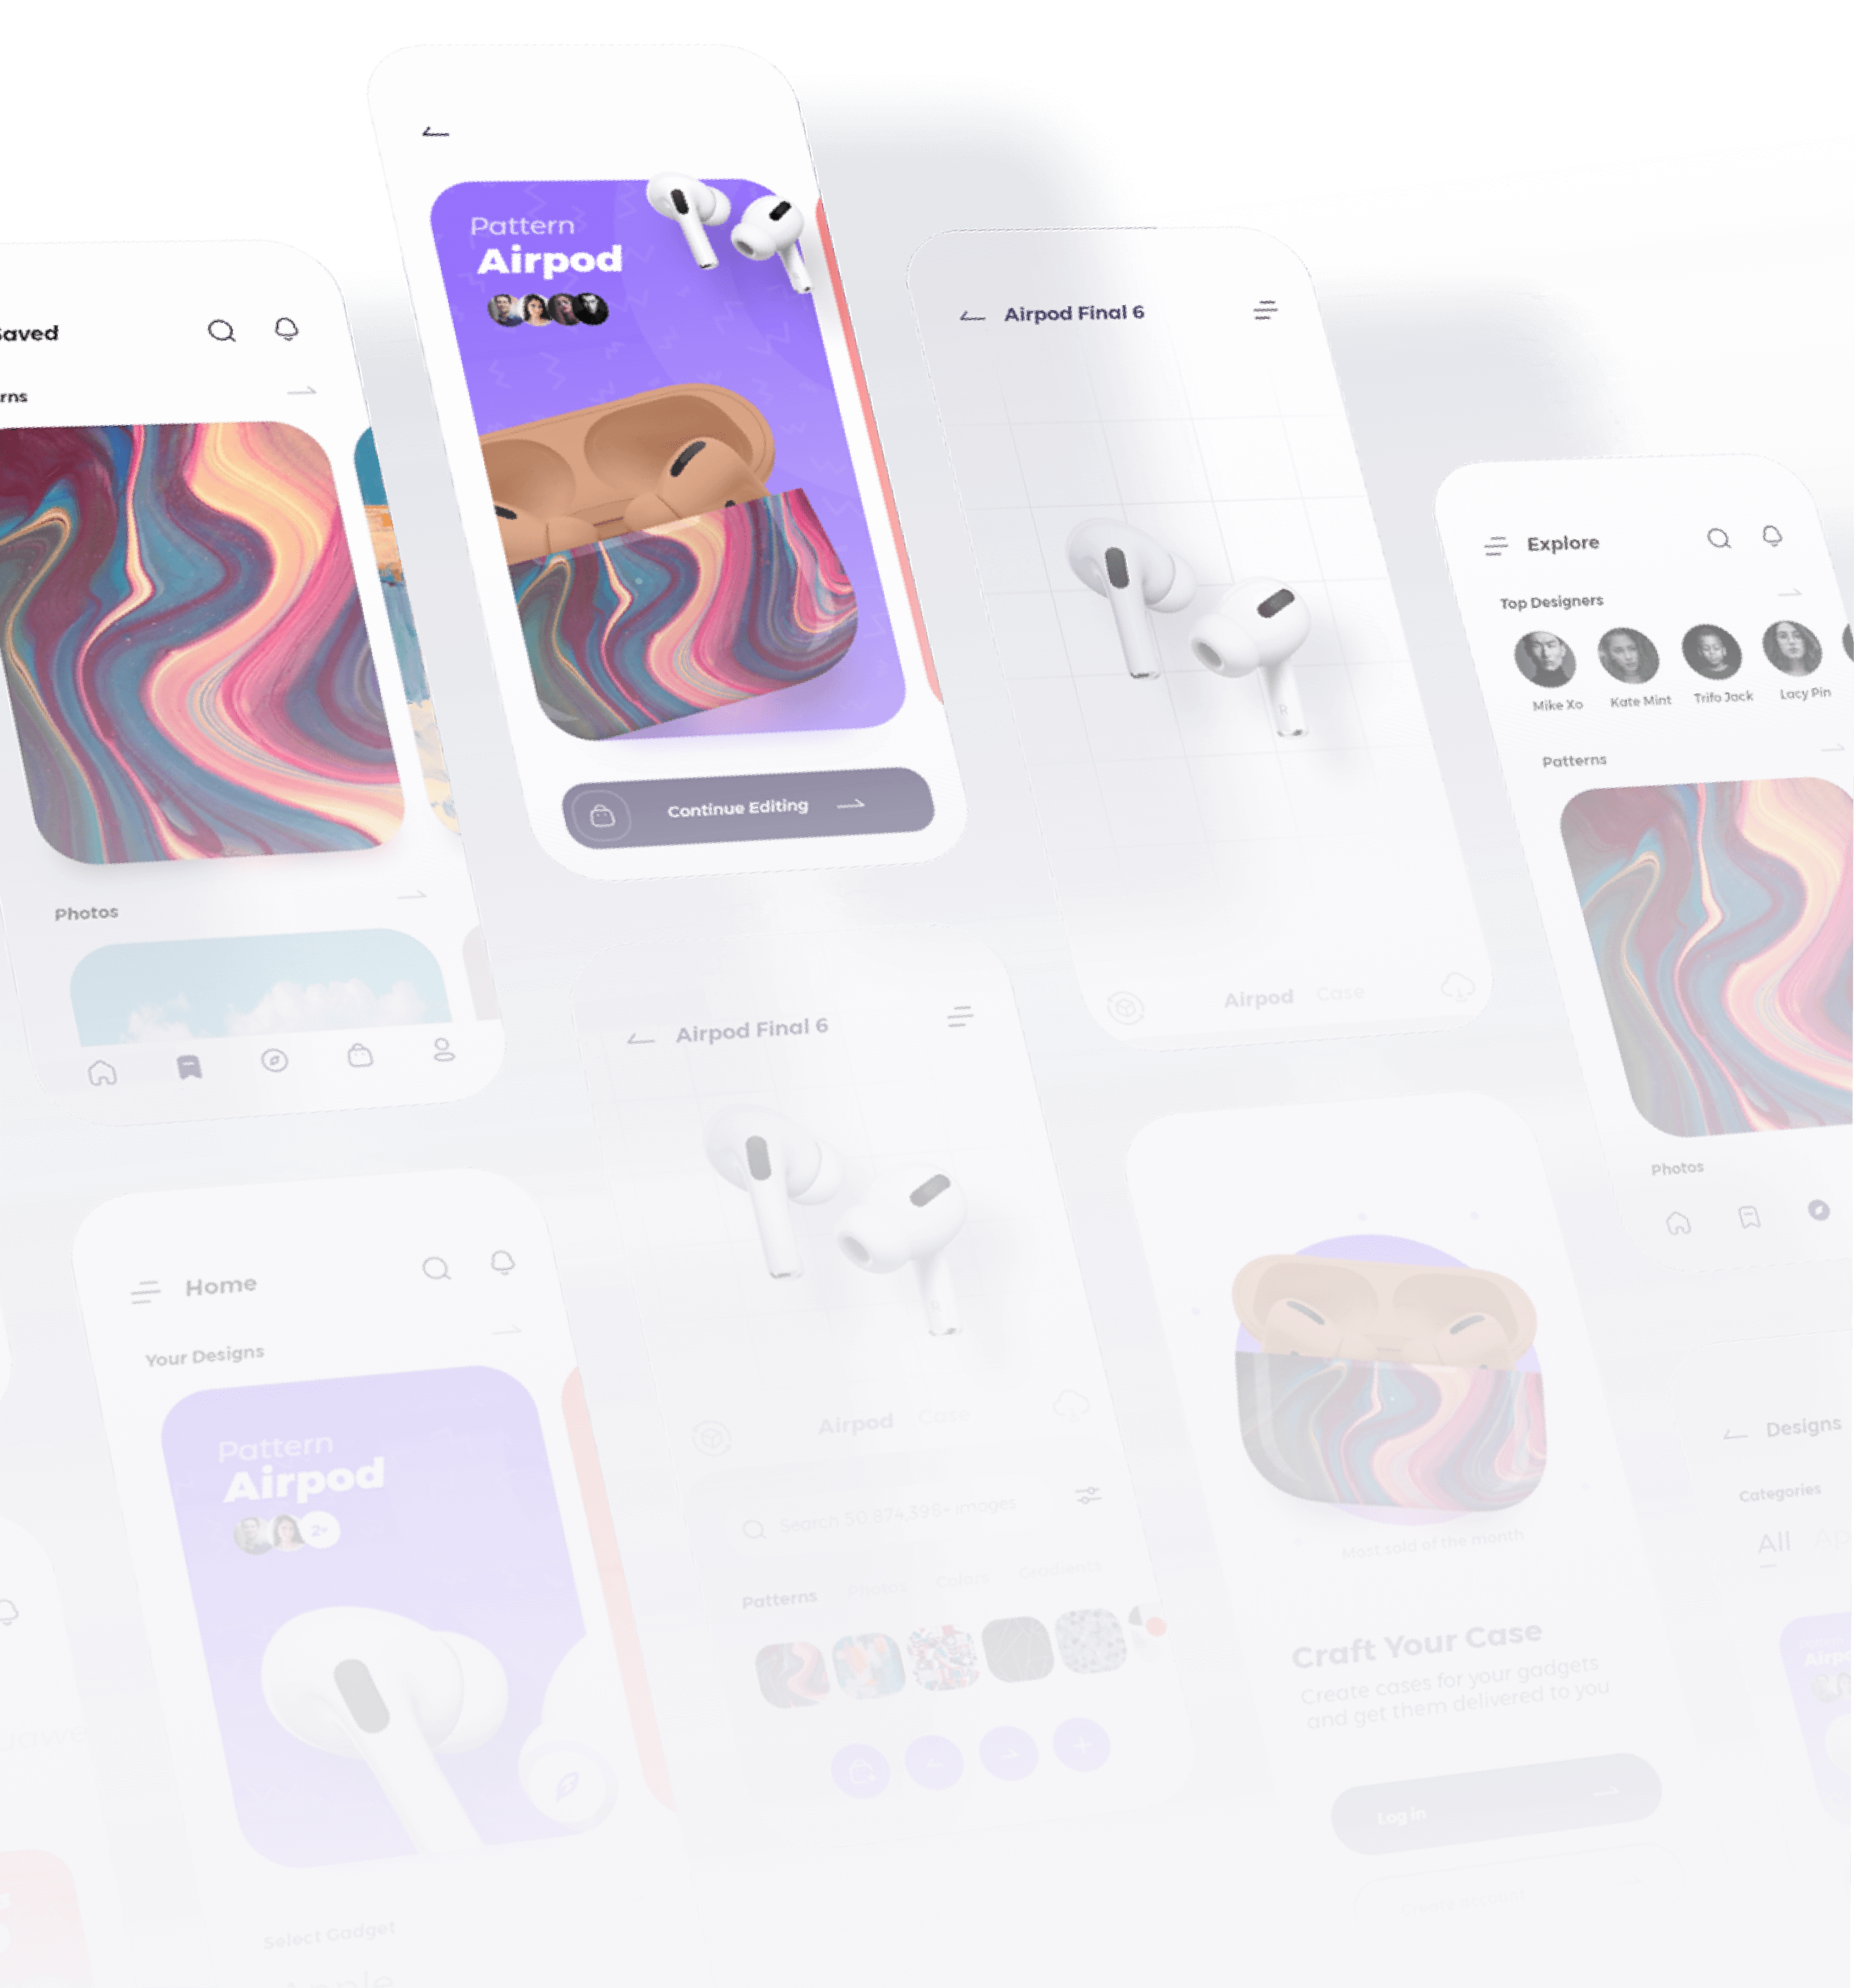 Pattern
Airpod
Continue Editing
Saved
rns
Photos
Airpod Final 6
Airpod Case
Explore
Top Designers
Mike Xo
Kate Mint
Trifo Jack
Lacy Pin
Patterns
Photos
Home
Your Designs
Pattern
Airpod
2+
Select Gadget
Apple
Airpod Final 6
Airpod Case
Search 50.874.398+ images
Patterns Photos Colors Gradients
Most sold of the month
Craft Your Case
Create cases for your gadgets
and get them delivered to you
Log in
Create account
Designs
Categories
All